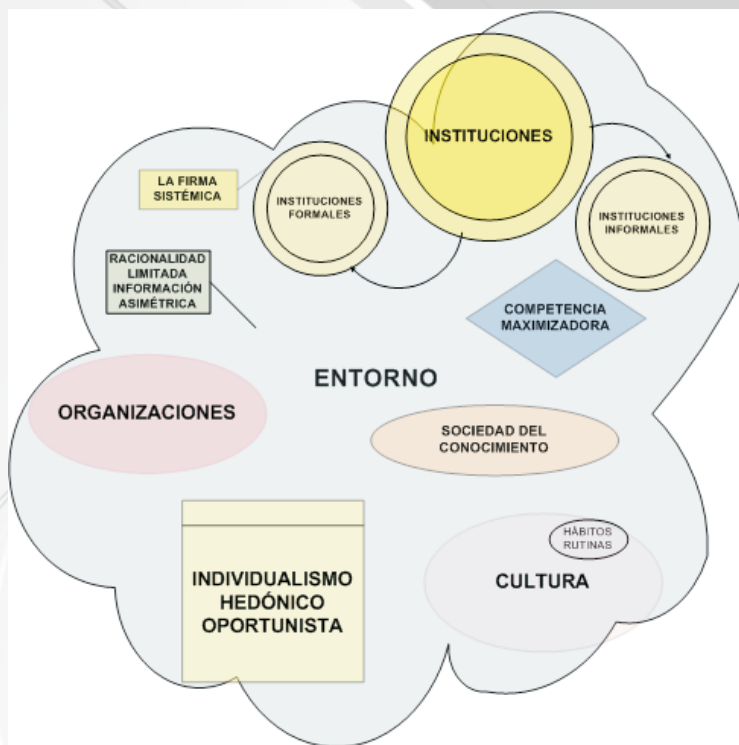 INSTITUCIONES
LA FIRMA
SISTÉMICA
INSTITUCIONES
FORMALES
INSTITUCIONES
INFORMALES
RACIONALIDAD
LIMITADA
INFORMACIÓN
ASIMÉTRICA
COMPETENCIA
MAXIMIZADORA
ENTORNO
ORGANIZACIONES
SOCIEDAD DEL
CONOCIMIENTO
HÁBITOS
RUTINAS
INDIVIDUALISMO
HEDÓNICO
OPORTUNISTA
CULTURA